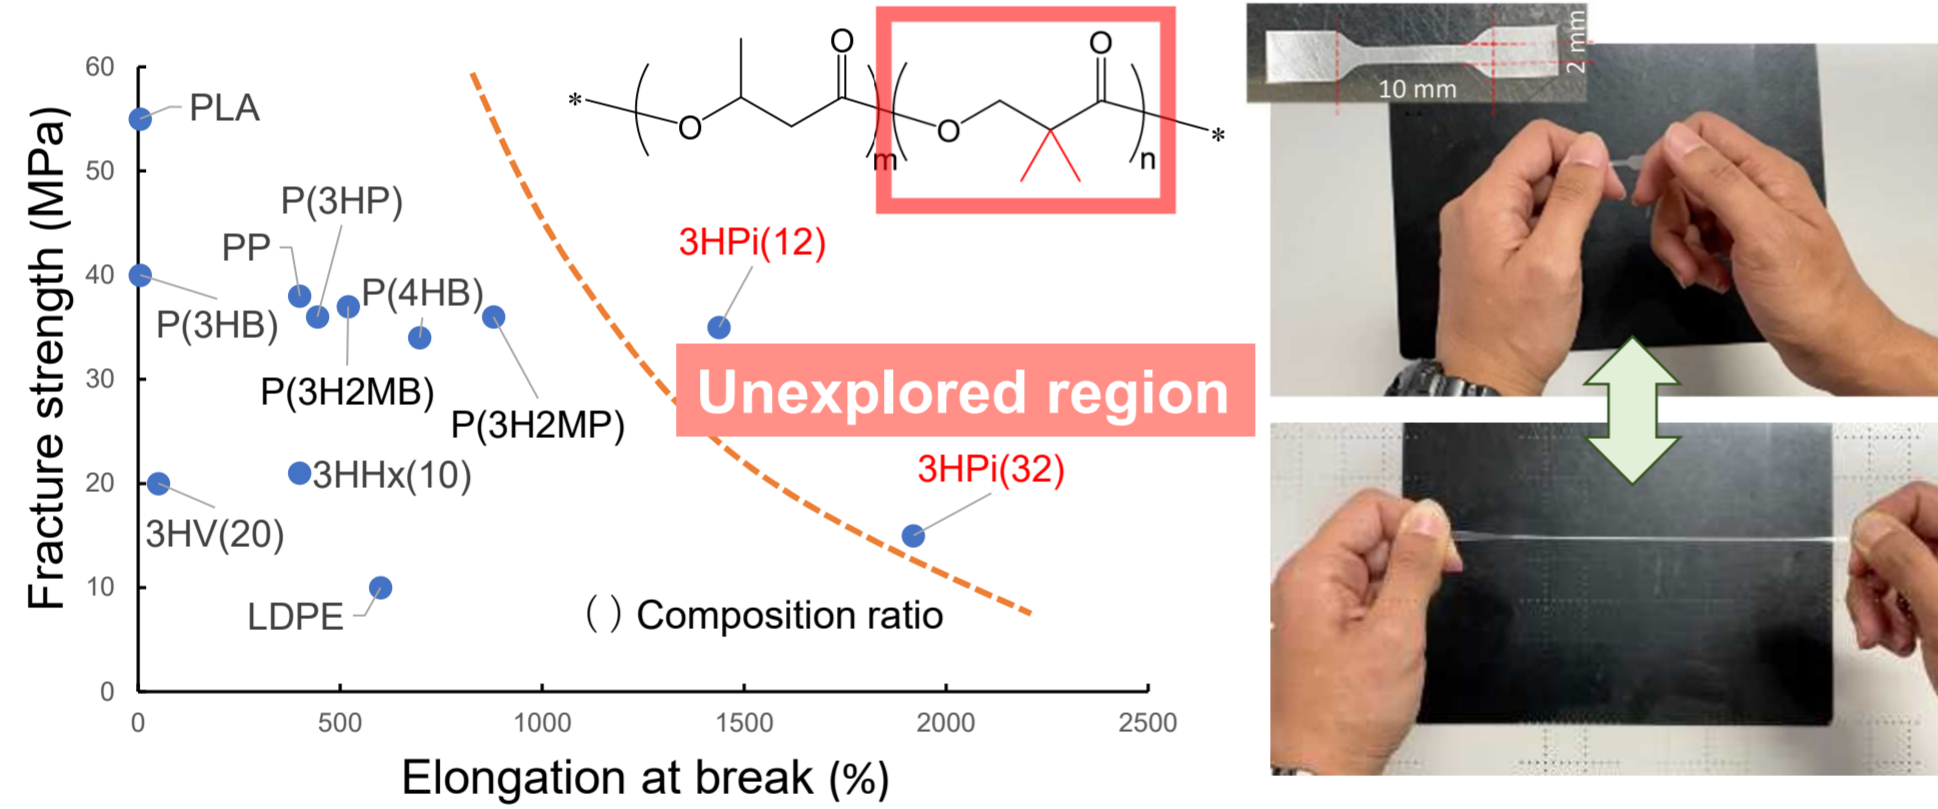 Fracture strength (MPa)
60
50
40
30
20
10
0
PLA
P(3HP)
PP
P(4HB)
P(3HB)
P(3H2MB)
P(3H2MP)
3HHx(10)
3HV(20)
LDPE
3HPi(12)
Unexplored region
3HPi(32)
( ) Composition ratio
0 500 1000 1500 2000 2500
Elongation at break (%)
* O O m O O n *
10 mm
2 mm